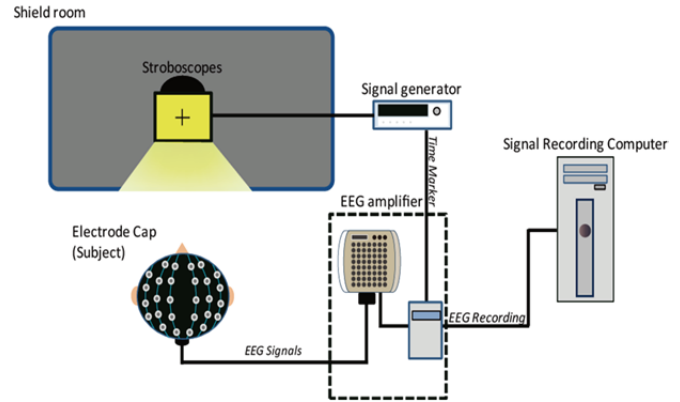 Shield room
Stroboscopes
Signal generator
Time Marker
Signal Recording Computer
EEG amplifier
Electrode Cap
(Subject)
EEG Recording
EEG Signals